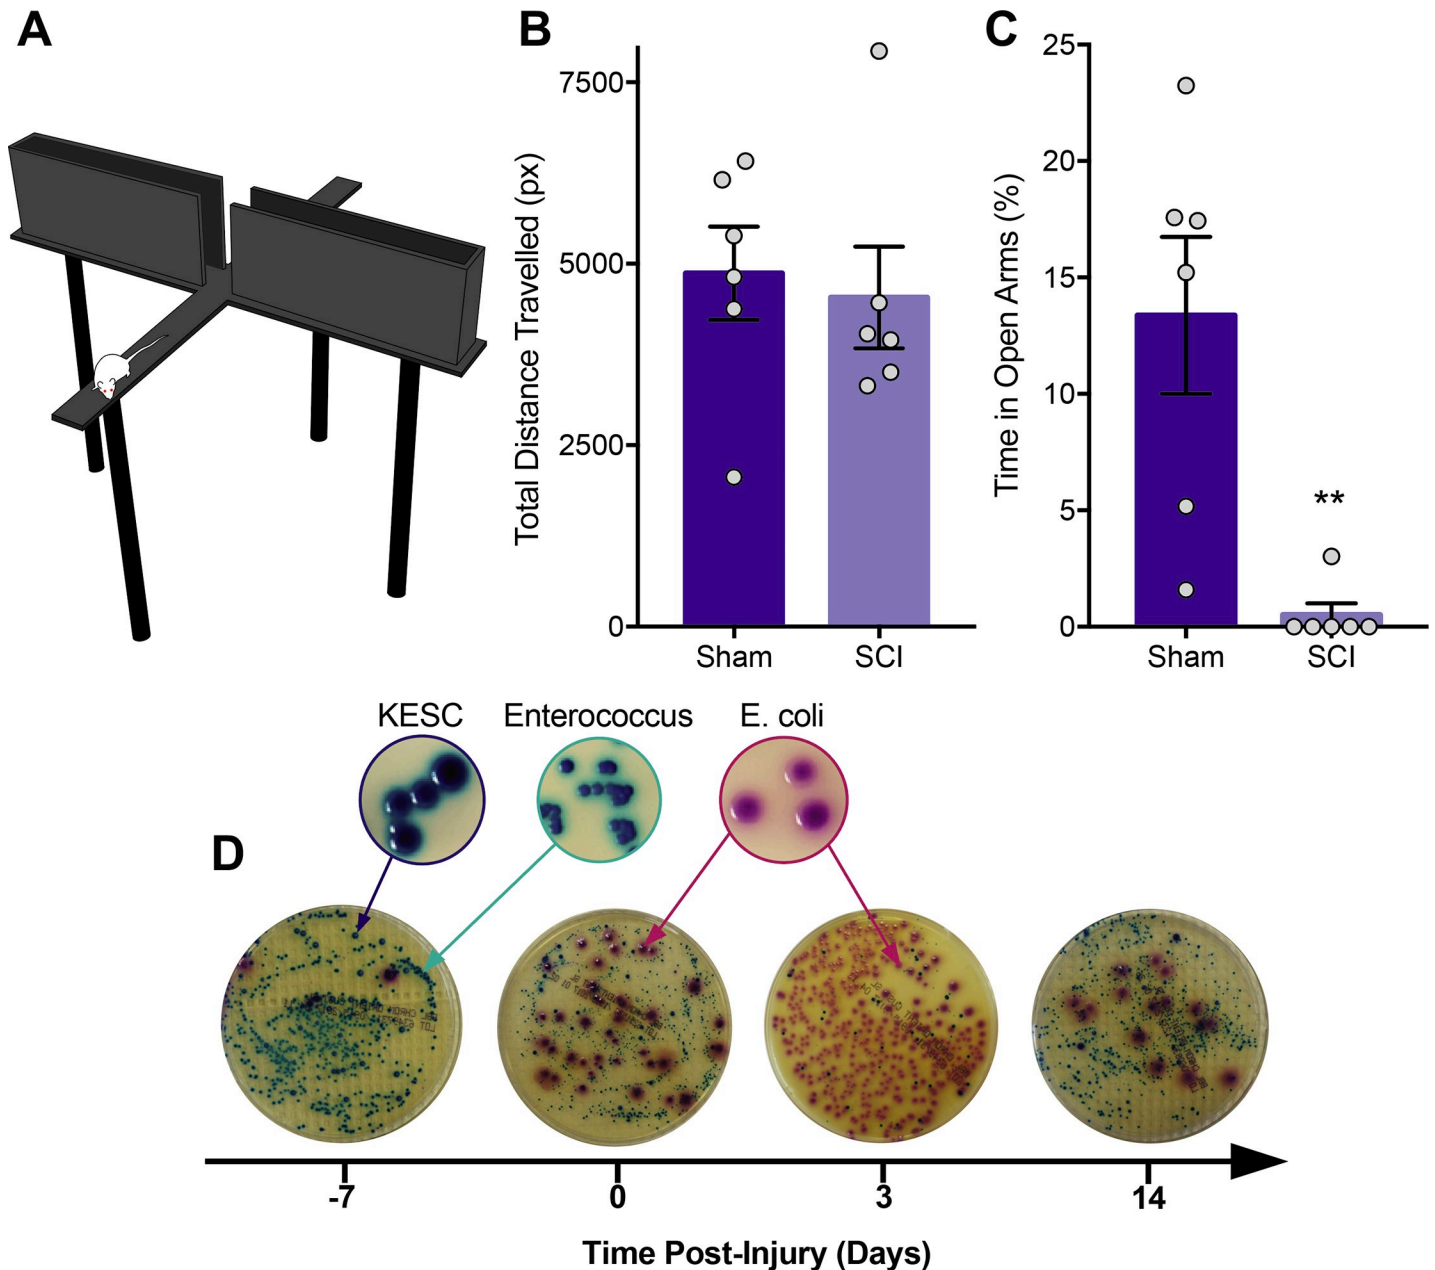 A
B
C
Total Distance Travelled (px)
7500
5000
2500
0
Sham
SCI
Time in Open Arms (%)
25
20
15
10
5
0
**
Sham
SCI
KESC
Enterococcus
E. coli
D
-7
0
3
14
Time Post-Injury (Days)